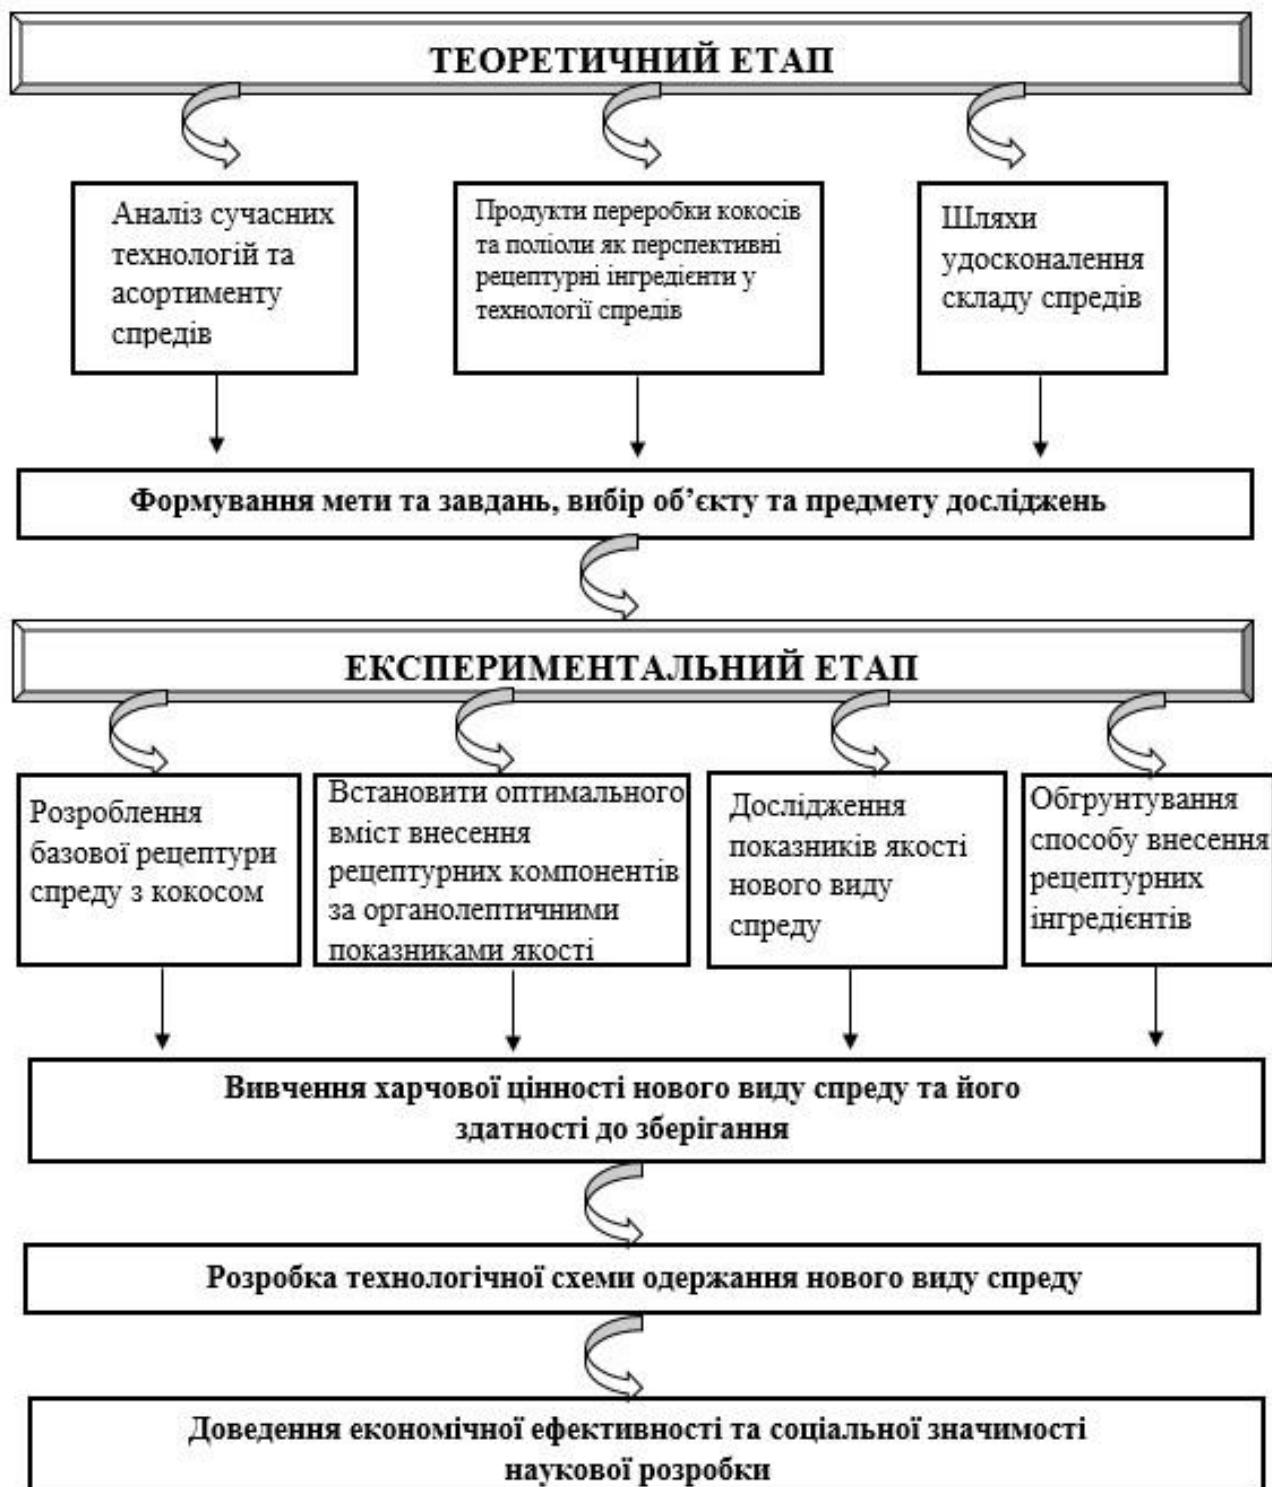 ТЕОРЕТИЧНИЙ ЕТАП
Аналіз сучасних
технологій та
асортименту
спредів
Продукти переробки кокосів
та поліоли як перспективні
рецептурні інгредієнти у
технології спредів
Шляхи
удосконалення
складу спредів
Формування мети та завдань, вибір об’єкту та предмету досліджень
ЕКСПЕРИМЕНТАЛЬНИЙ ЕТАП
Розроблення
базової рецептури
спреду з кокосом
Встановити оптимального
вміст внесення
рецептурних компонентів
за органолептичними
показниками якості
Дослідження
показників якості
нового виду
спреду
Обгрунтування
способу внесення
рецептурних
інгредієнтів
Вивчення харчової цінності нового виду спреду та його
здатності до зберігання
Розробка технологічної схеми одержання нового виду спреду
Доведення економічної ефективності та соціальної значимості
наукової розробки